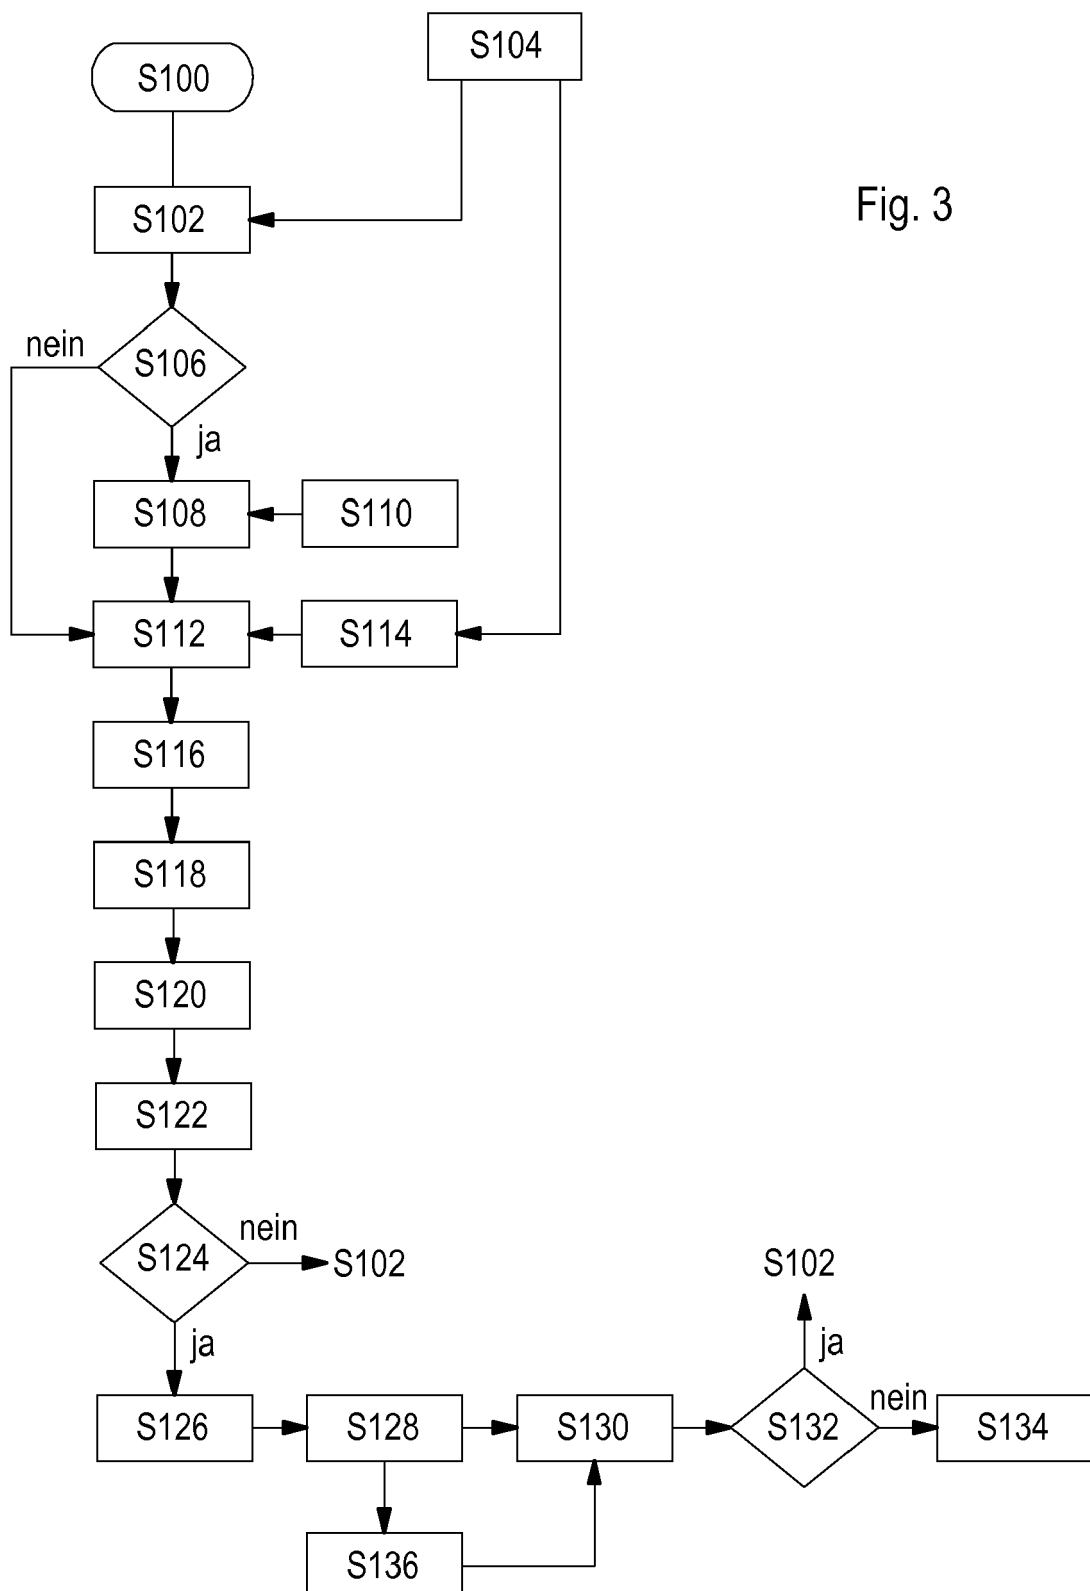 S104
S100
S102
Fig. 3
nein
S106
ja
S108
S110
S112
S114
S116
S118
S120
S122
nein
S124
S102
S102
ja
ja
nein
S126
S128
S130
S132
S134
S136